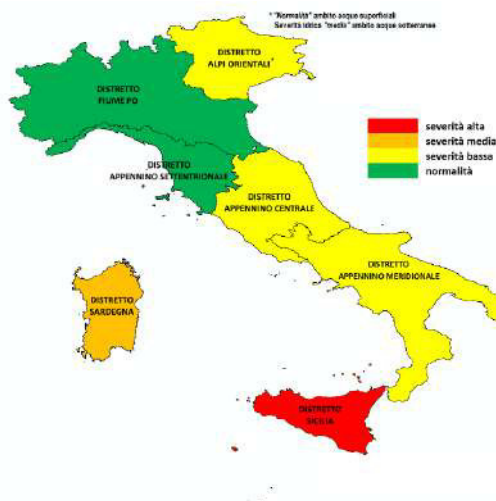 * "Normalità" ambito acque superficiali
Severità idrica "media" ambito acque sotterranee
DISTRETTO
ALPI ORIENTALI*
DISTRETTO
FIUME PO
severità alta
severità media
severità bassa
normalità
DISTRETTO
APPENNINO SETTENTRIONALE
DISTRETTO
APPENNINO CENTRALE
DISTRETTO
APPENNINO MERIDIONALE
DISTRETTO
SARDEGNA
DISTRETTO
SICILIA